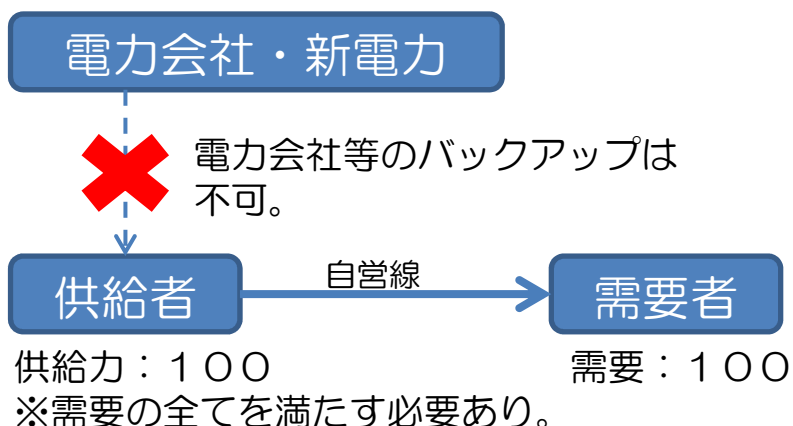 電力会社・新電力
電力会社等のバックアップは
不可。
自営線
供給者
需要者
供給力：１００
需要：１００
※需要の全てを満たす必要あり。